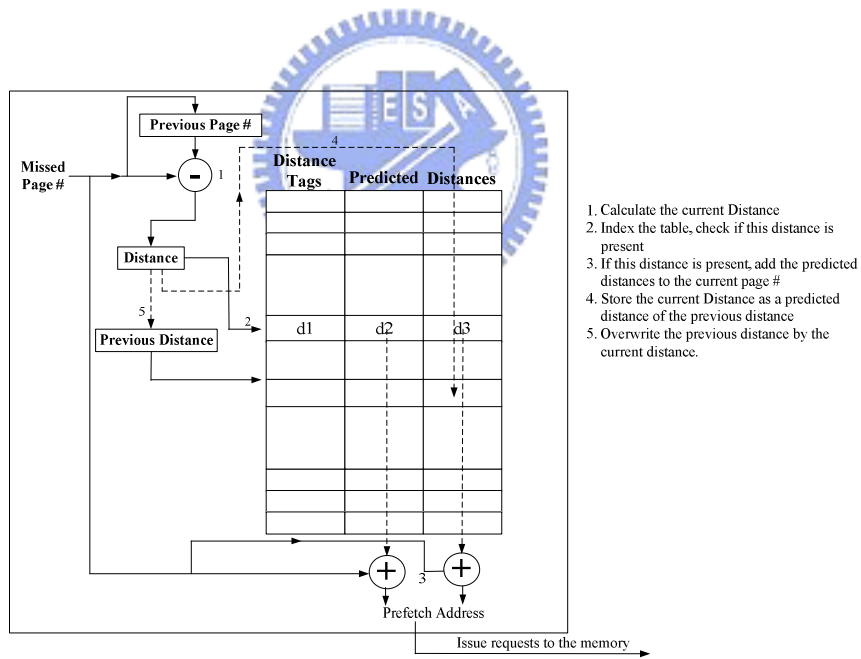 ESA
Previous Page #
4
Missed
Page #
-
1
Distance
Tags
Predicted
Distances
Distance
5
2
Previous Distance
d1
d2
d3
+
3
+
Prefetch Address
Issue requests to the memory
1. Calculate the current Distance
2. Index the table, check if this distance is
present
3. If this distance is present, add the predicted
distances to the current page #
4. Store the current Distance as a predicted
distance of the previous distance
5. Overwrite the previous distance by the
current distance.